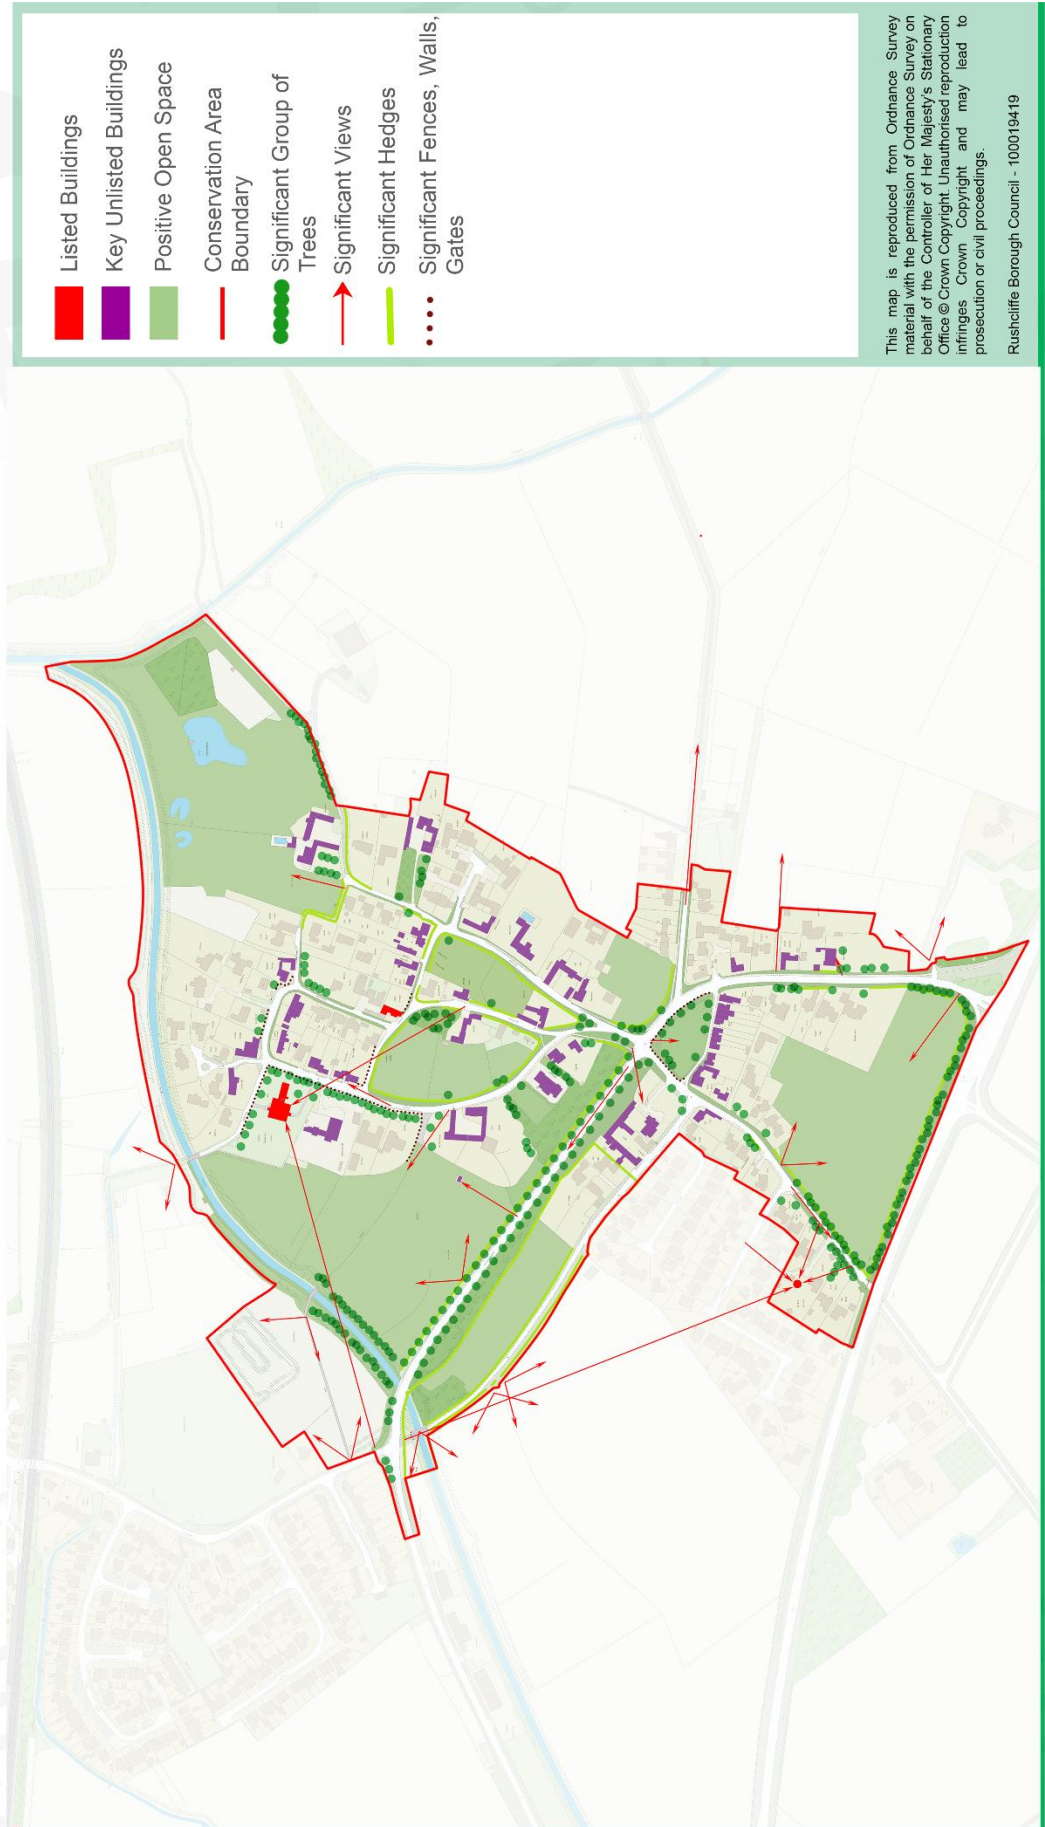 Listed Buildings
Key Unlisted Buildings
Positive Open Space
Conservation Area
Boundary
Significant Group of
Trees
Significant Views
Significant Hedges
Significant Fences, Walls,
Gates
This map is reproduced from Ordnance Survey
material with the permission of Ordnance Survey on
behalf of the Controller of Her Majesty's Stationary
Office © Crown Copyright. Unauthorised reproduction
infringes Crown Copyright and may lead to
prosecution or civil proceedings.
Rushcliffe Borough Council - 100019419